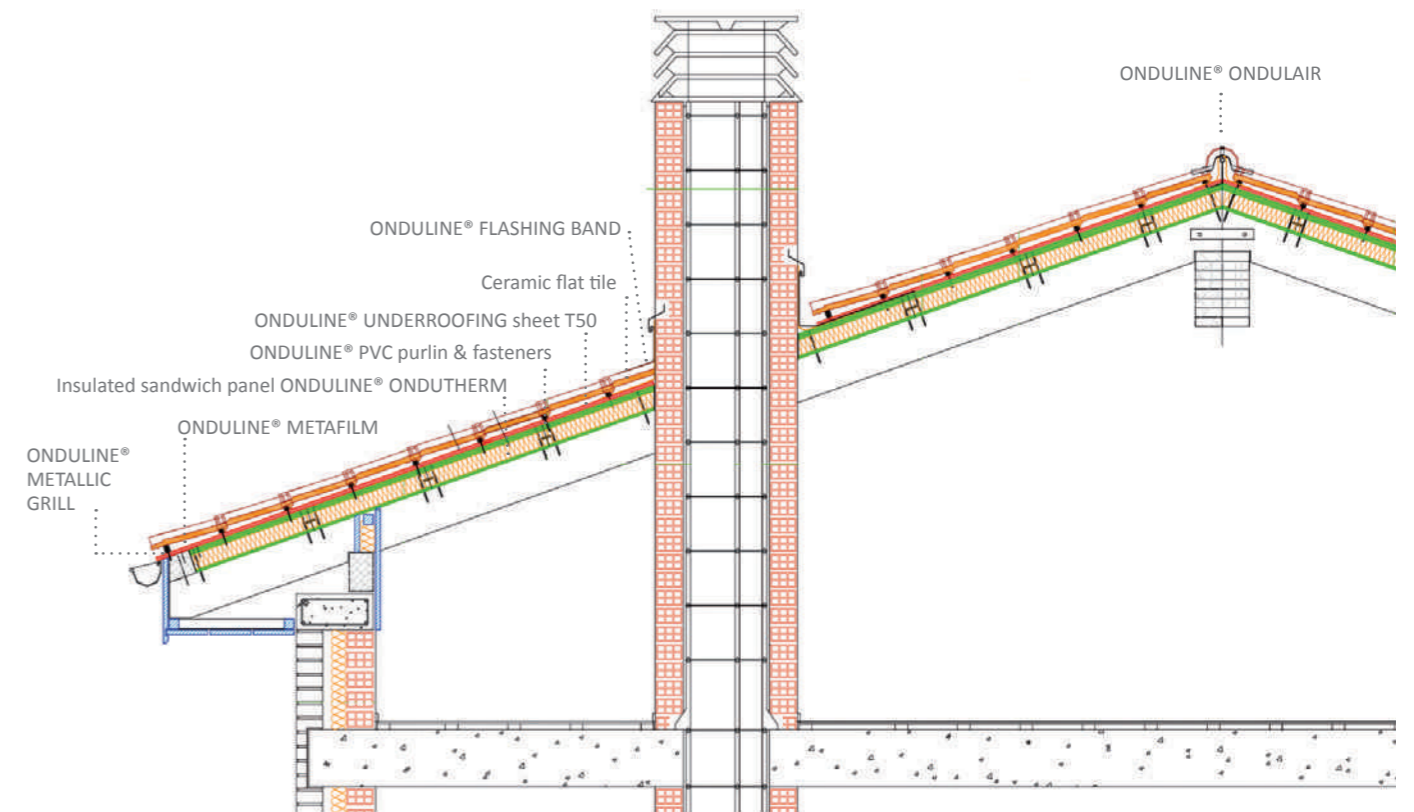 ONDULINE® ONDULAIR
ONDULINE® FLASHING BAND
Ceramic flat tile
ONDULINE® UNDERROOFING sheet T50
ONDULINE® PVC purlin & fasteners
Insulated sandwich panel ONDULINE® ONDUTHERM
ONDULINE® METAFILM
ONDULINE®
METALLIC
GRILL